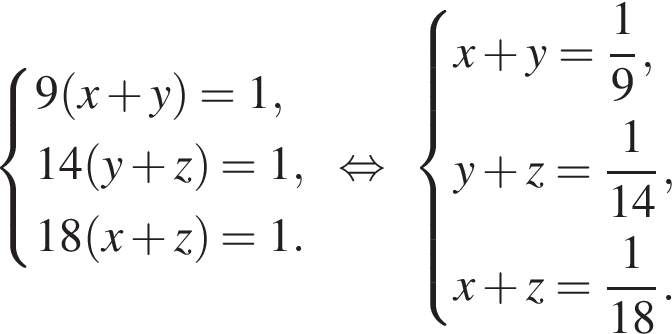 { 9(x + y) = 1, 14(y + z) = 1, 18(x + z) = 1. ⇔ { x + y = 1/9, y + z = 1/14, x + z = 1/18.